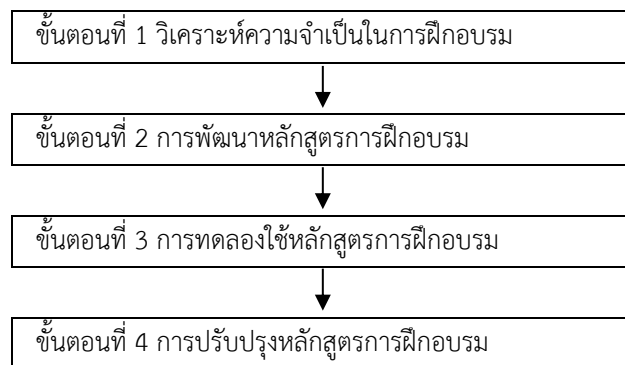 ขั้นตอนที่ 1 วิเคราะห์ความจำเป็นในการฝึกอบรม
ขั้นตอนที่ 2 การพัฒนาหลักสูตรการฝึกอบรม
ขั้นตอนที่ 3 การทดลองใช้หลักสูตรการฝึกอบรม
ขั้นตอนที่ 4 การปรับปรุงหลักสูตรการฝึกอบรม